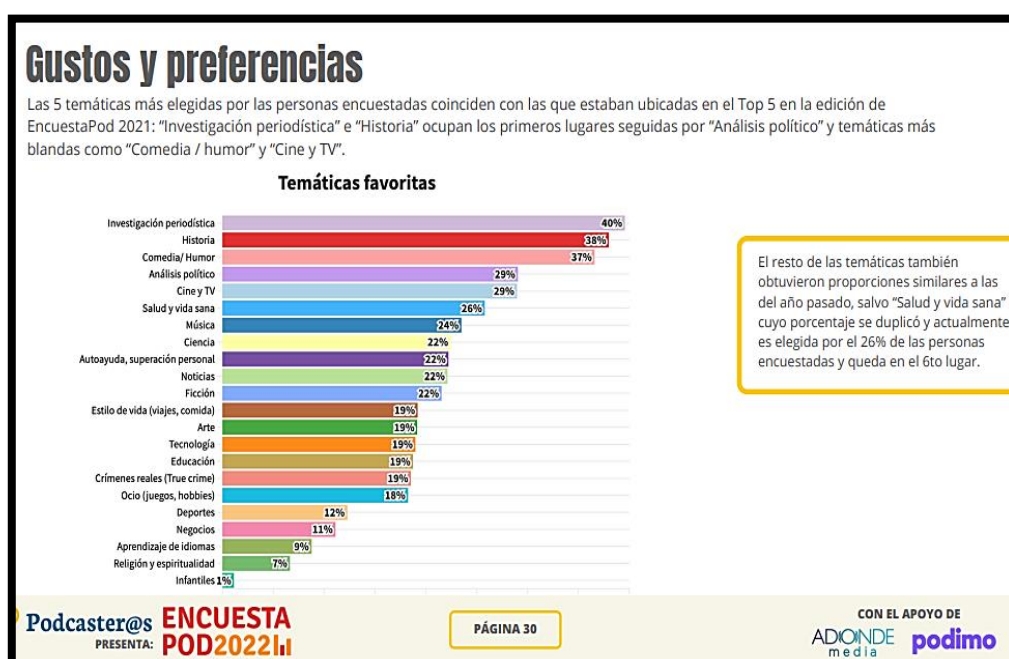 Gustos y preferencias
Las 5 temáticas más elegidas por las personas encuestadas coinciden con las que estaban ubicadas en el Top 5 en la edición de
EncuestaPod 2021: “Investigación periodística” e “Historia” ocupan los primeros lugares seguidas por “Análisis político” y temáticas más
blandas como “Comedia / humor” y “Cine y TV”.
Temáticas favoritas
Investigación periodística 40%
Historia 38%
Comedia/ Humor 37%
Análisis político 29%
Cine y TV 29%
Salud y vida sana 26%
Música 24%
Ciencia 22%
Autoayuda, superación personal 22%
Noticias 22%
Ficción 22%
Estilo de vida (viajes, comida) 19%
Arte 19%
Tecnología 19%
Educación 19%
Crímenes reales (True crime) 19%
Ocio (juegos, hobbies) 18%
Deportes 12%
Negocios 11%
Aprendizaje de idiomas 9%
Religión y espiritualidad 7%
Infantiles 1%
El resto de las temáticas también
obtuvieron proporciones similares a las
del año pasado, salvo “Salud y vida sana”
cuyo porcentaje se duplicó y actualmente
es elegida por el 26% de las personas
encuestadas y queda en el 6to lugar.
Podcaster@s
PRESENTA:
ENCUESTA
POD2022
PÁGINA 30
CON EL APOYO DE
ADONDE
media
podimo